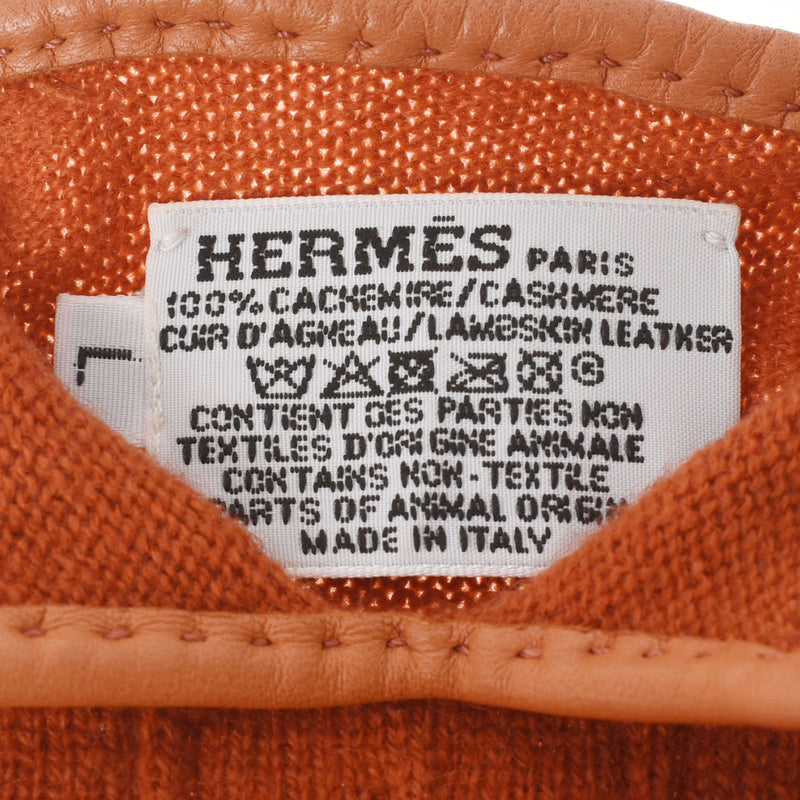 HERMĒS PARIS
100% CACHEMIRE/CASHMERE
CUIR D'AGNEAU/LAMBSKIN LEATHER
CONTIENT DES PARTIES NON
TEXTILES D'ORIGINE ANIMALE
CONTAINS NON-TEXTILE
PARTS OF ANIMAL ORIGIN
MADE IN ITALY
L